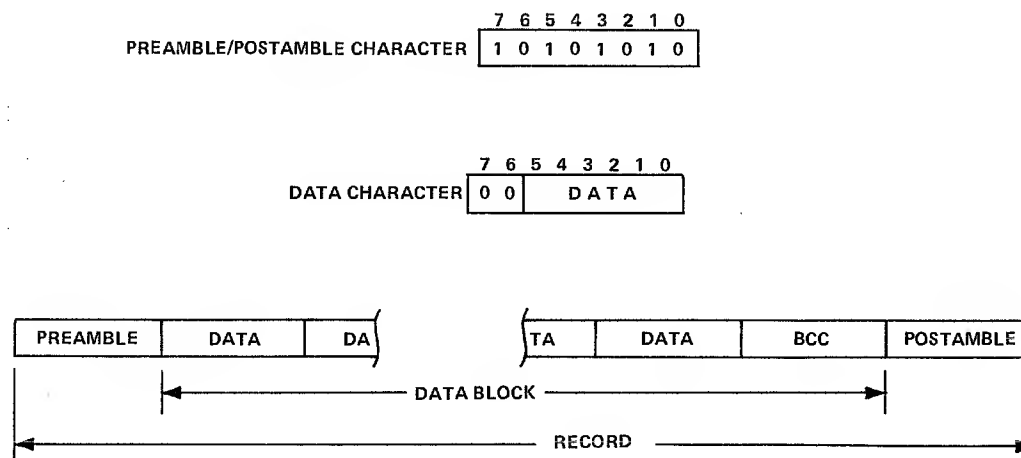 7 6 5 4 3 2 1 0
PREAMBLE/POSTAMBLE CHARACTER 1 0 1 0 1 0 1 0
7 6 5 4 3 2 1 0
DATA CHARACTER 0 0 DATA
PREAMBLE DATA DA TA DATA BCC POSTAMBLE
DATA BLOCK
RECORD